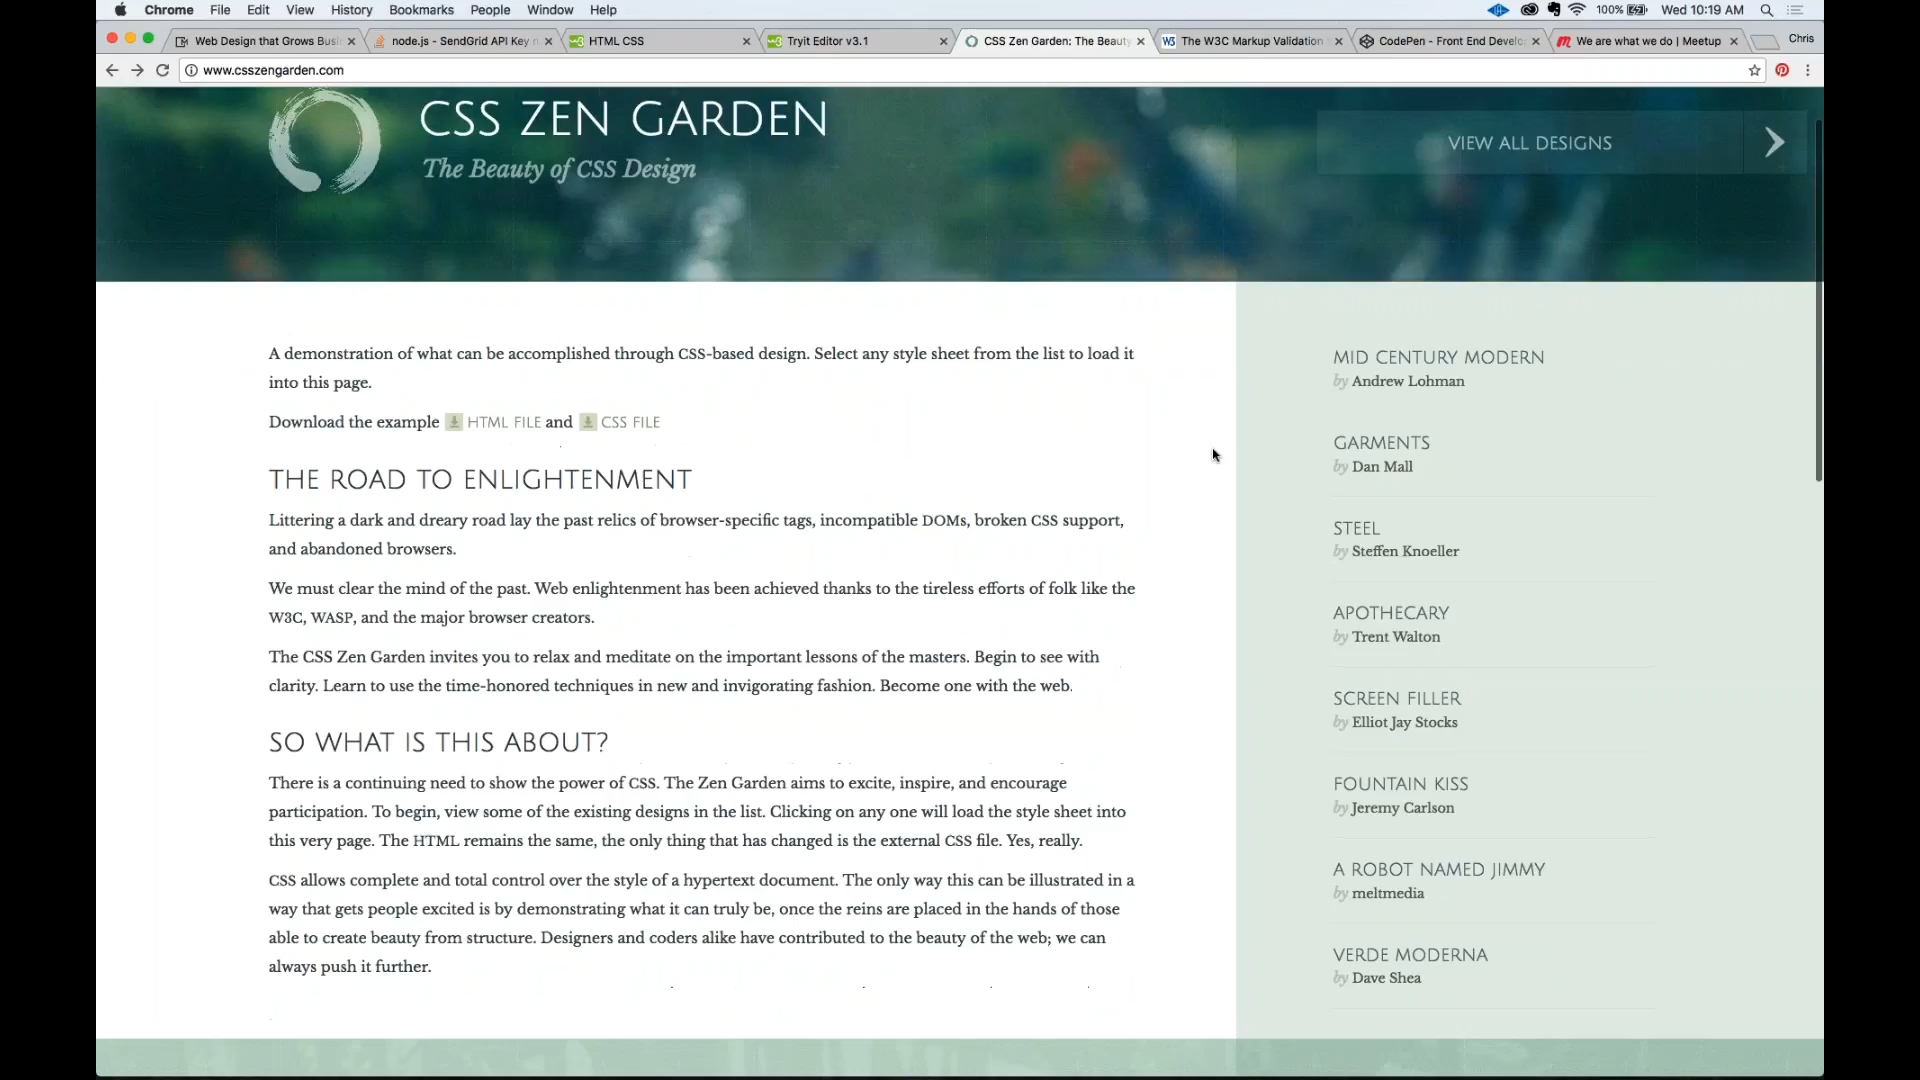 Chrome File Edit View History Bookmarks People Window Help 100% Wed 10:19 AM
Web Design that Grows Busi node.js - SendGrid API Key n HTML CSS Tryit Editor v3.1 CSS Zen Garden: The Beauty The W3C Markup Validation CodePen - Front End Develo We are what we do | Meetup Chris
www.csszengarden.com
CSS ZEN GARDEN
The Beauty of CSS Design
VIEW ALL DESIGNS
A demonstration of what can be accomplished through CSS-based design. Select any style sheet from the list to load it
into this page.
Download the example HTML FILE and CSS FILE
THE ROAD TO ENLIGHTENMENT
Littering a dark and dreary road lay the past relics of browser-specific tags, incompatible DOMs, broken CSS support,
and abandoned browsers.
We must clear the mind of the past. Web enlightenment has been achieved thanks to the tireless efforts of folk like the
W3C, WASP, and the major browser creators.
The CSS Zen Garden invites you to relax and meditate on the important lessons of the masters. Begin to see with
clarity. Learn to use the time-honored techniques in new and invigorating fashion. Become one with the web.
SO WHAT IS THIS ABOUT?
There is a continuing need to show the power of CSS. The Zen Garden aims to excite, inspire, and encourage
participation. To begin, view some of the existing designs in the list. Clicking on any one will load the style sheet into
this very page. The HTML remains the same, the only thing that has changed is the external CSS file. Yes, really.
CSS allows complete and total control over the style of a hypertext document. The only way this can be illustrated in a
way that gets people excited is by demonstrating what it can truly be, once the reins are placed in the hands of those
able to create beauty from structure. Designers and coders alike have contributed to the beauty of the web; we can
always push it further.
MID CENTURY MODERN
by Andrew Lohman
GARMENTS
by Dan Mall
STEEL
by Steffen Knoeller
APOTHECARY
by Trent Walton
SCREEN FILLER
by Elliot Jay Stocks
FOUNTAIN KISS
by Jeremy Carlson
A ROBOT NAMED JIMMY
by meltmedia
VERDE MODERNA
by Dave Shea